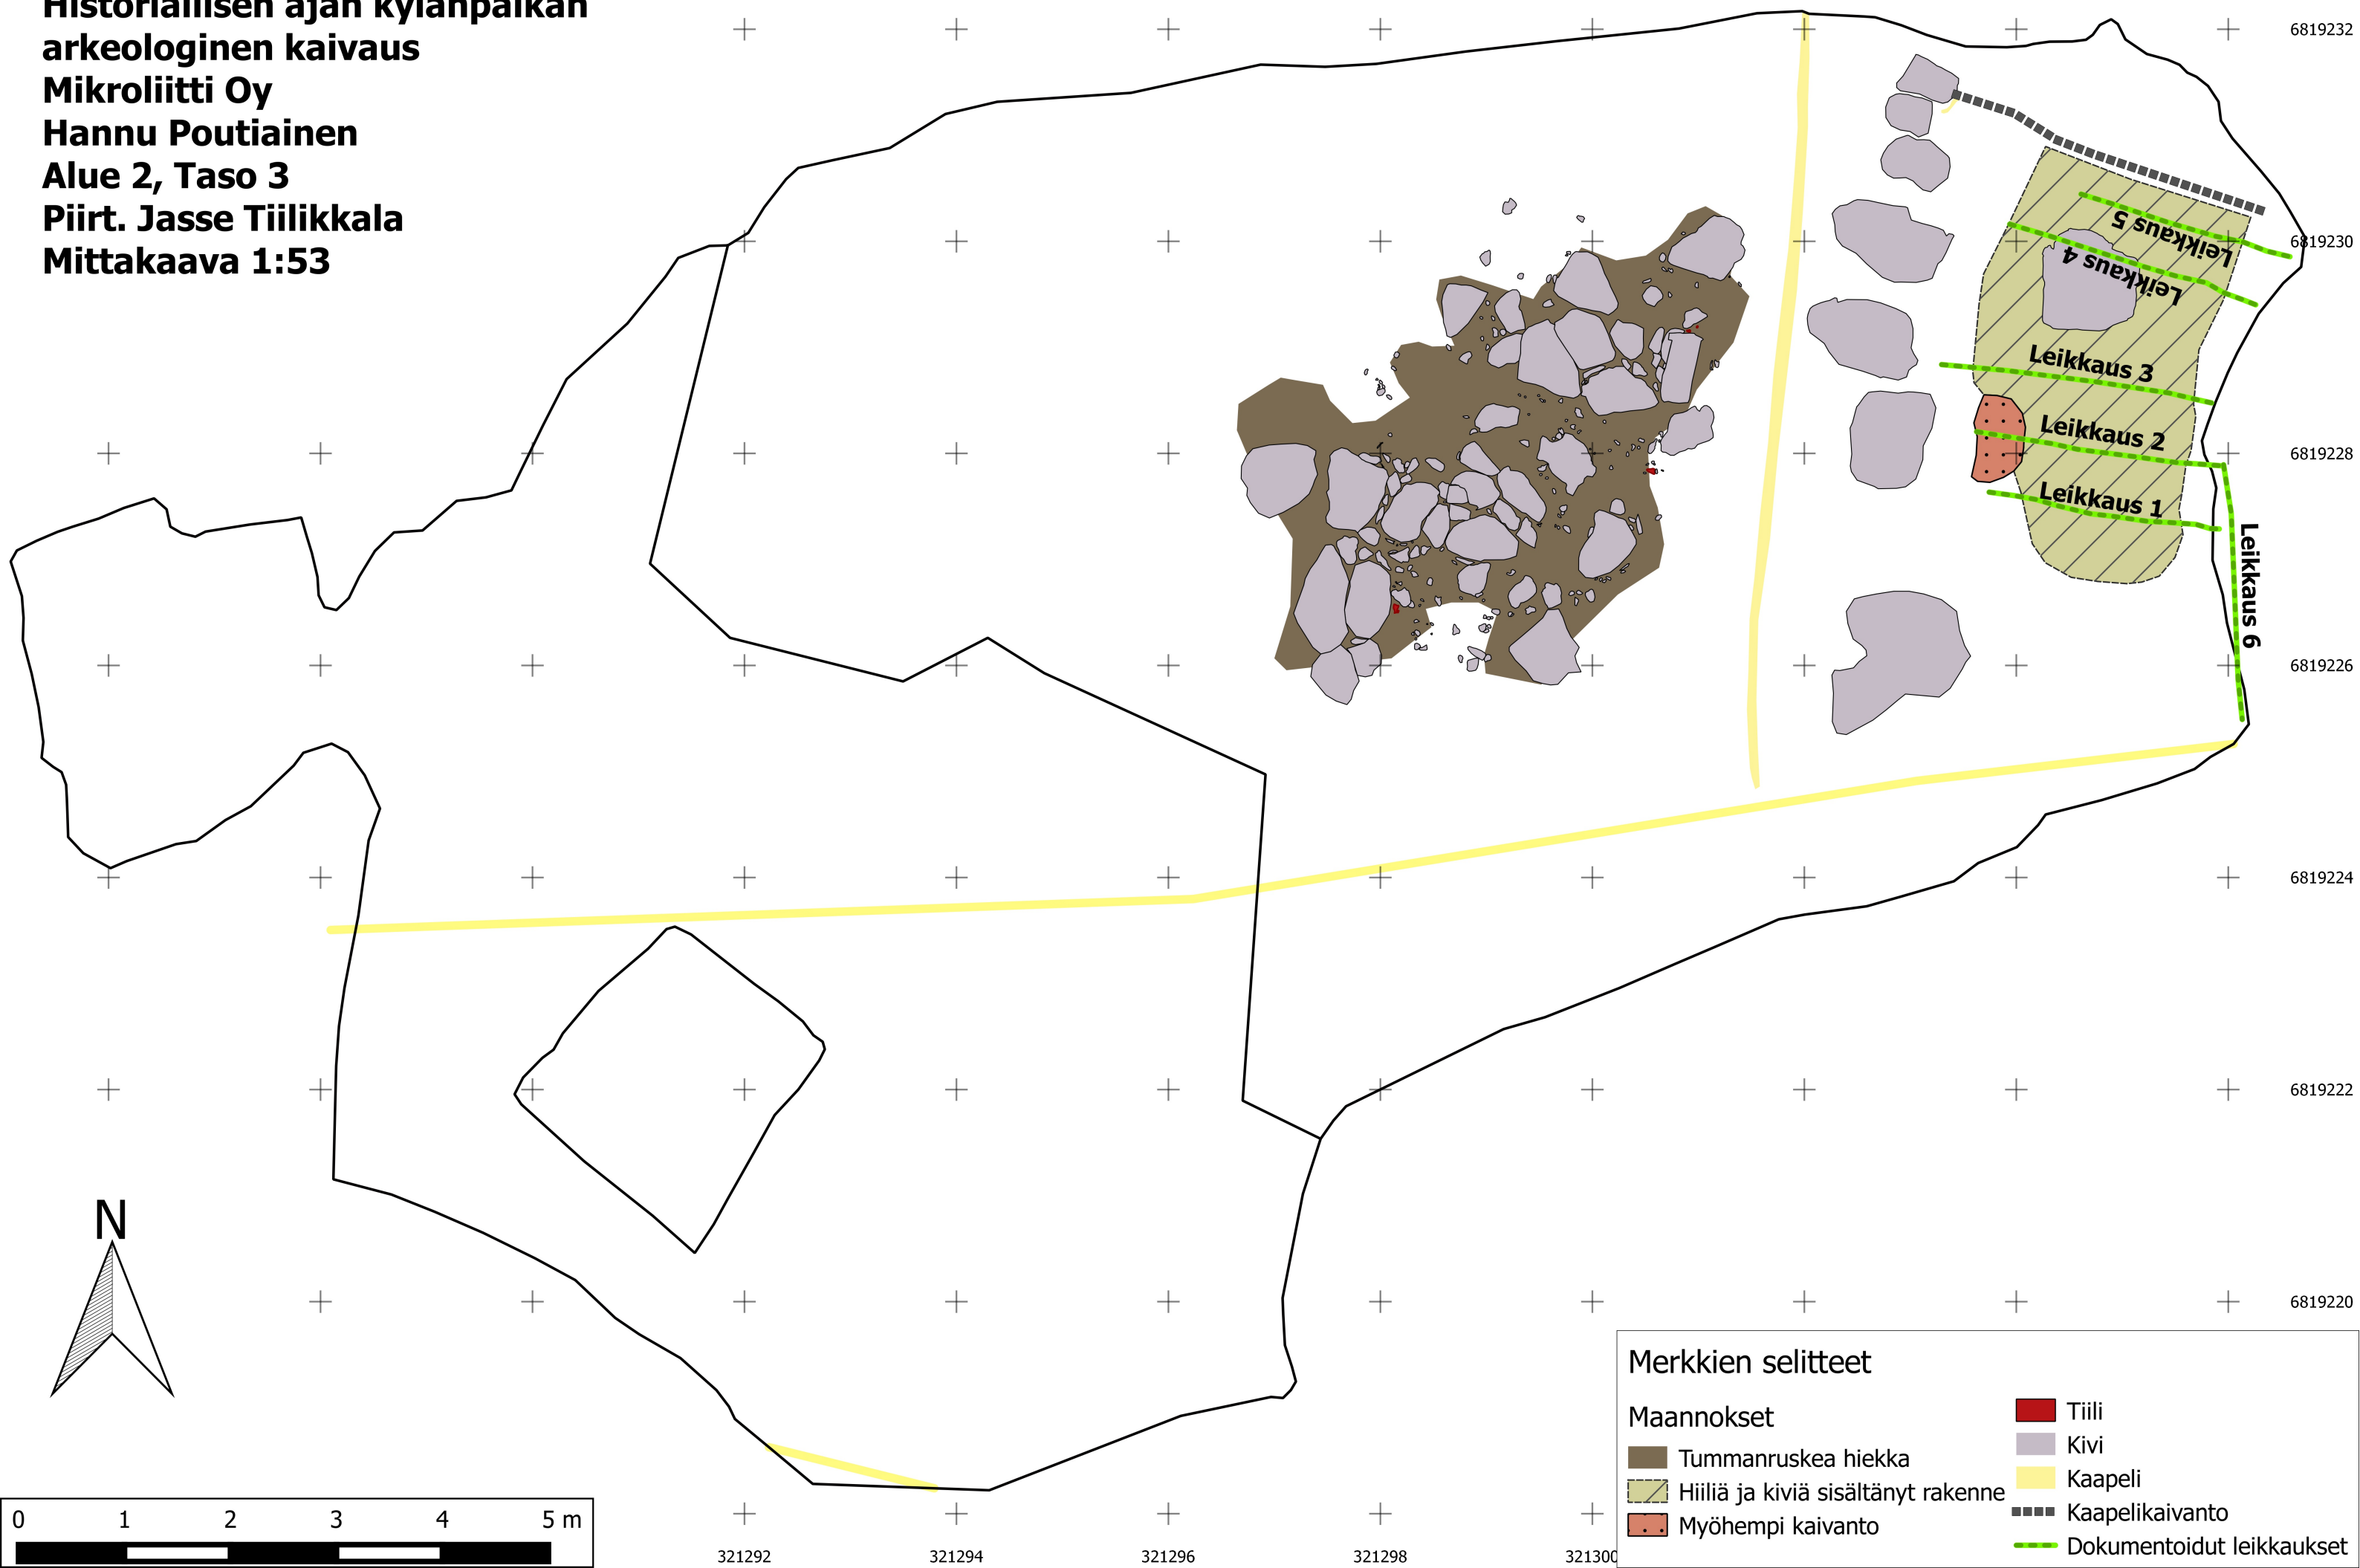 Historiallisen ajan kylänpaikan
arkeologinen kaivaus
Mikroliitti Oy
Hannu Poutiainen
Alue 2, Taso 3
Piirt. Jasse Tiilikkala
Mittakaava 1:53
6819232
6819230
6819228
6819226
6819224
6819222
6819220
Leikkaus 5
Leikkaus 4
Leikkaus 3
Leikkaus 2
Leikkaus 1
Leikkaus 6
N
0 1 2 3 4 5 m
321292 321294 321296 321298 321300
Merkkien selitteet
Maannokset
Tummanruskea hiekka
Hiiliä ja kiviä sisältänyt rakenne
Myöhempi kaivanto
Tiili
Kivi
Kaapeli
Kaapelikaivanto
Dokumentoidut leikkaukset